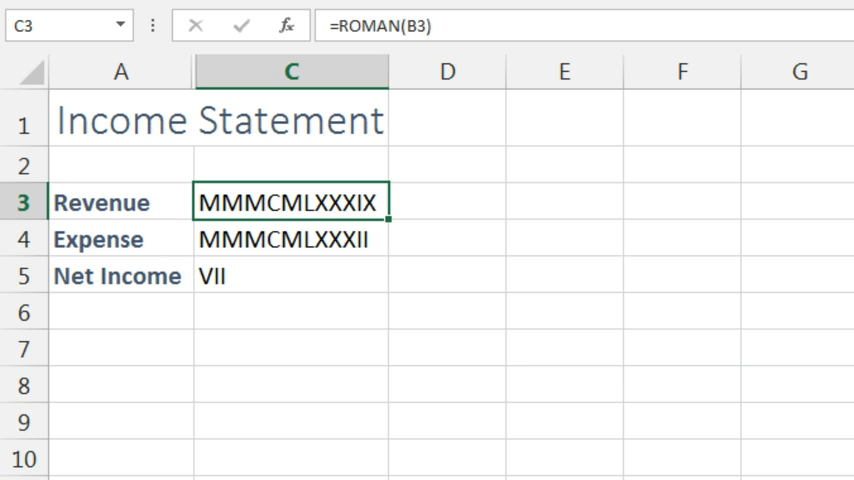 C3 fx =ROMAN(B3)
A C D E F G
1 Income Statement
2
3 Revenue MMMCMLXXXIX
4 Expense MMMCMLXXXII
5 Net Income VII
6
7
8
9
10